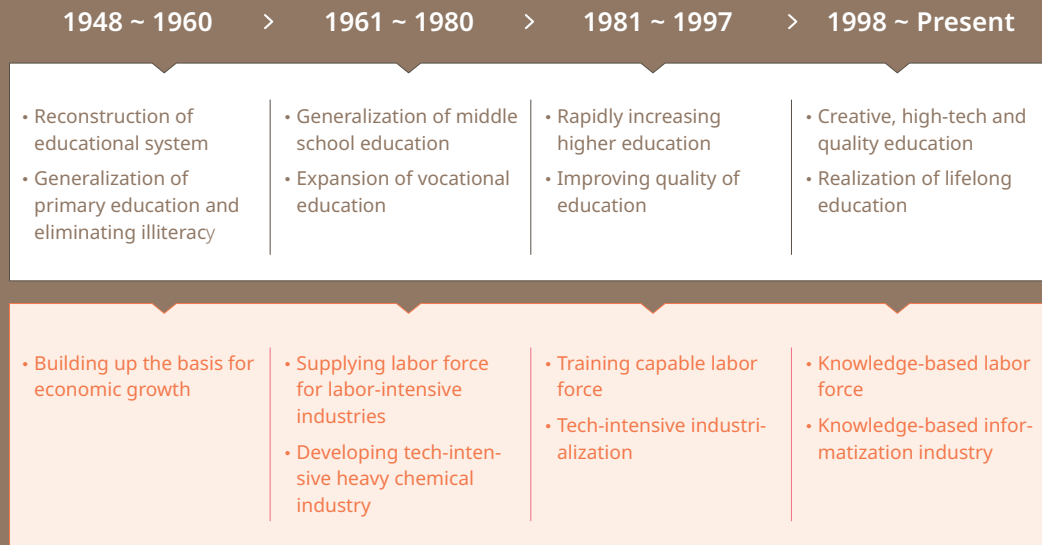 1948 ~ 1960 > 1961 ~ 1980 > 1981 ~ 1997 > 1998 ~ Present
• Reconstruction of
educational system
• Generalization of
primary education and
eliminating illiteracy
• Generalization of middle
school education
• Expansion of vocational
education
• Rapidly increasing
higher education
• Improving quality of
education
• Creative, high-tech and
quality education
• Realization of lifelong
education
• Building up the basis for
economic growth
• Supplying labor force
for labor-intensive
industries
• Developing tech-inten-
sive heavy chemical
industry
• Training capable labor
force
• Tech-intensive industri-
alization
• Knowledge-based labor
force
• Knowledge-based infor-
matization industry